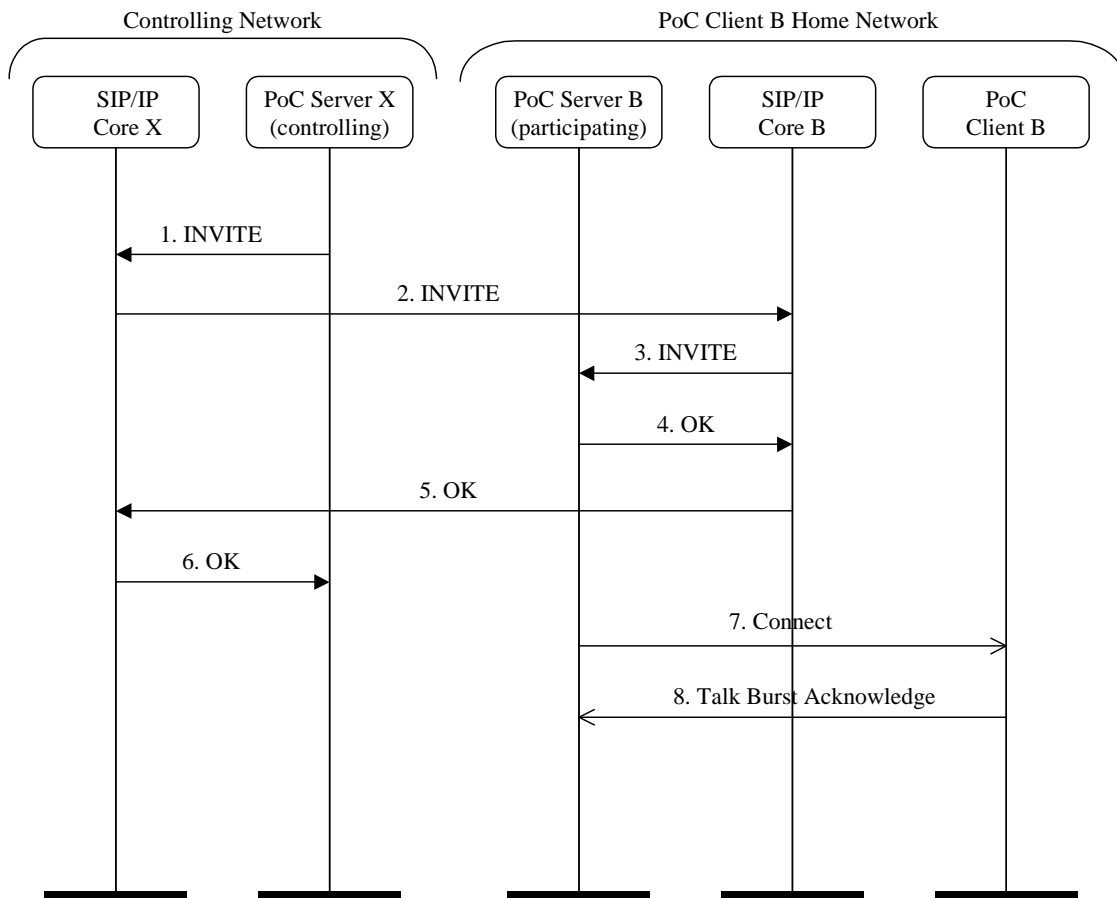 Controlling Network
PoC Client B Home Network
SIP/IP
Core X
PoC Server X
(controlling)
PoC Server B
(participating)
SIP/IP
Core B
PoC
Client B
1. INVITE
2. INVITE
3. INVITE
4. OK
5. OK
6. OK
7. Connect
8. Talk Burst Acknowledge